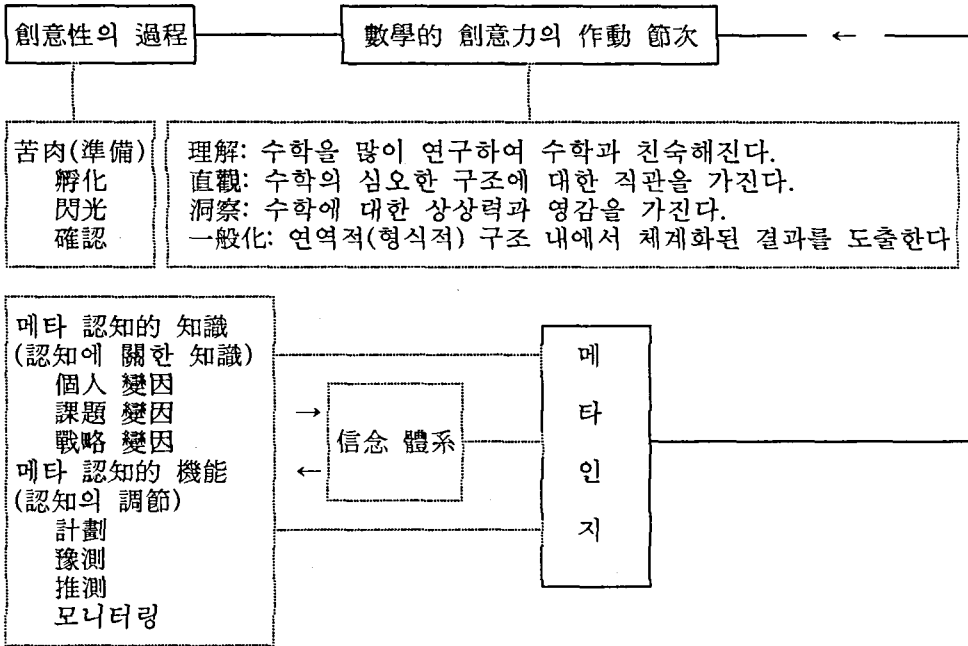 創意性의 過程
數學的 創意力의 作動 節次
←
苦肉(準備)
孵化
閃光
確認
理解: 수학을 많이 연구하여 수학과 친숙해진다.
直觀: 수학의 심오한 구조에 대한 직관을 가진다.
洞察: 수학에 대한 상상력과 영감을 가진다.
一般化: 연역적(형식적) 구조 내에서 체계화된 결과를 도출한다
메타 認知的 知識
(認知에 關한 知識)
個人 變因
課題 變因
戰略 變因
메타 認知的 機能
(認知의 調節)
計劃
豫測
推測
모니터링
→
←
信念 體系
메
타
인
지